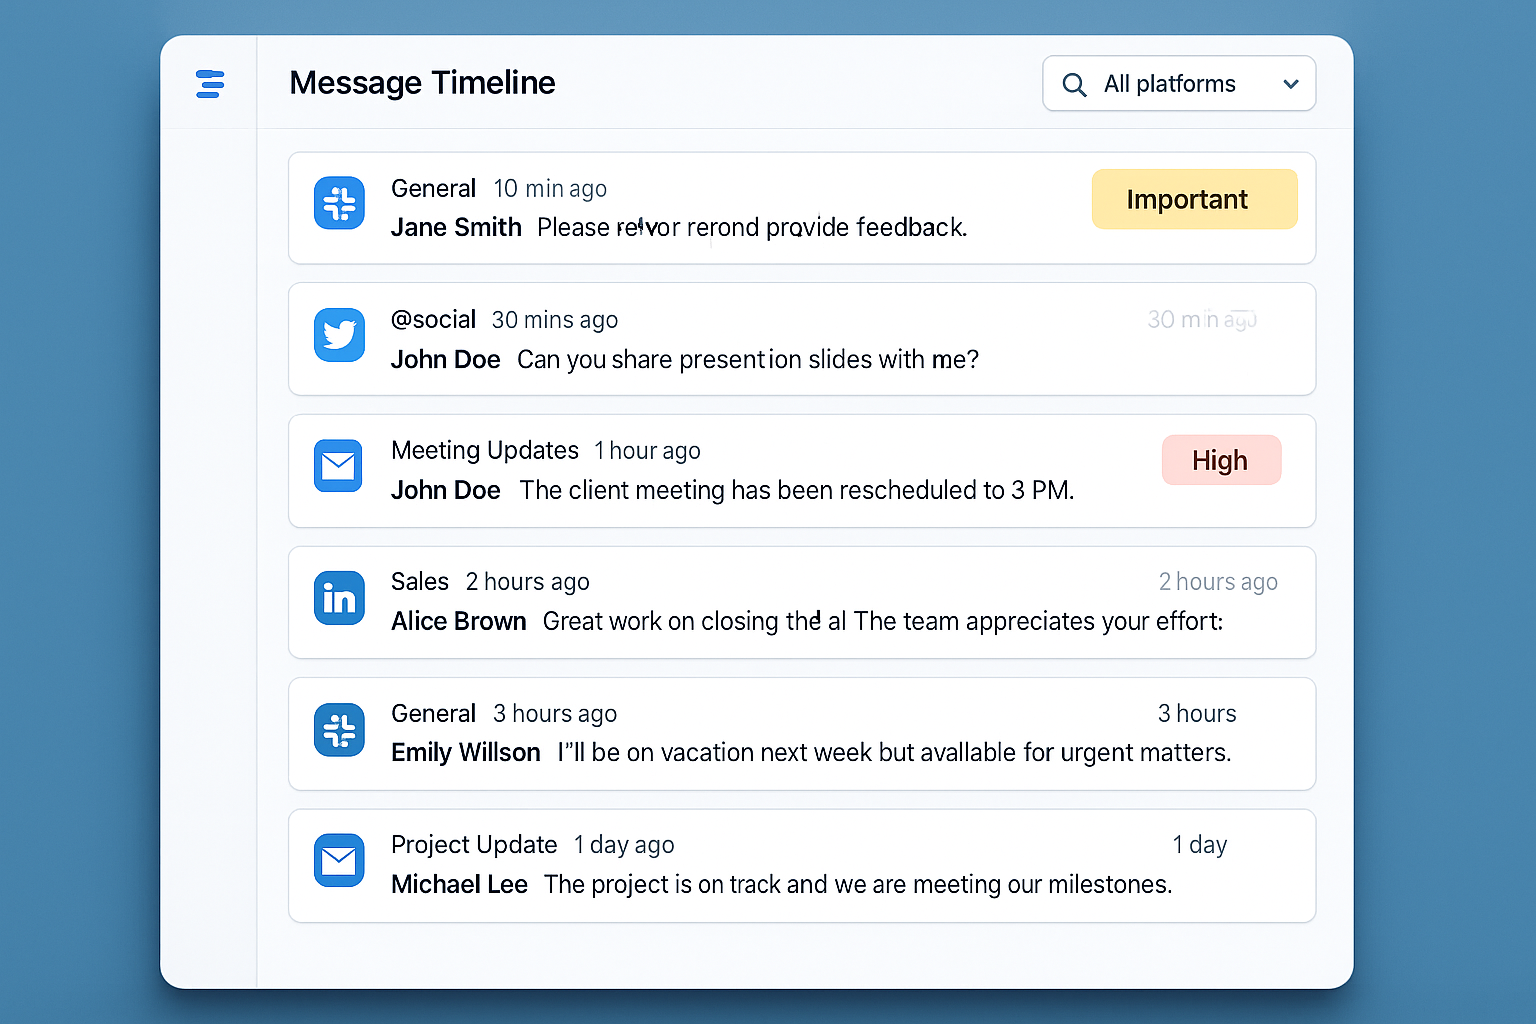 Message Timeline
All platforms
General 10 min ago
Important
Jane Smith Please provide feedback.
@social 30 mins ago
30 min ago
John Doe Can you share presention slides with me?
Meeting Updates 1 hour ago
High
John Doe The client meeting has been rescheduled to 3 PM.
Sales 2 hours ago
2 hours ago
Alice Brown Great work on closing the al The team appreciates your effort:
General 3 hours ago
3 hours
Emily Willson I’’ll be on vacation next week but avallable for urgent matters.
Project Update 1 day ago
1 day
Michael Lee The project is on track and we are meeting our milestones.